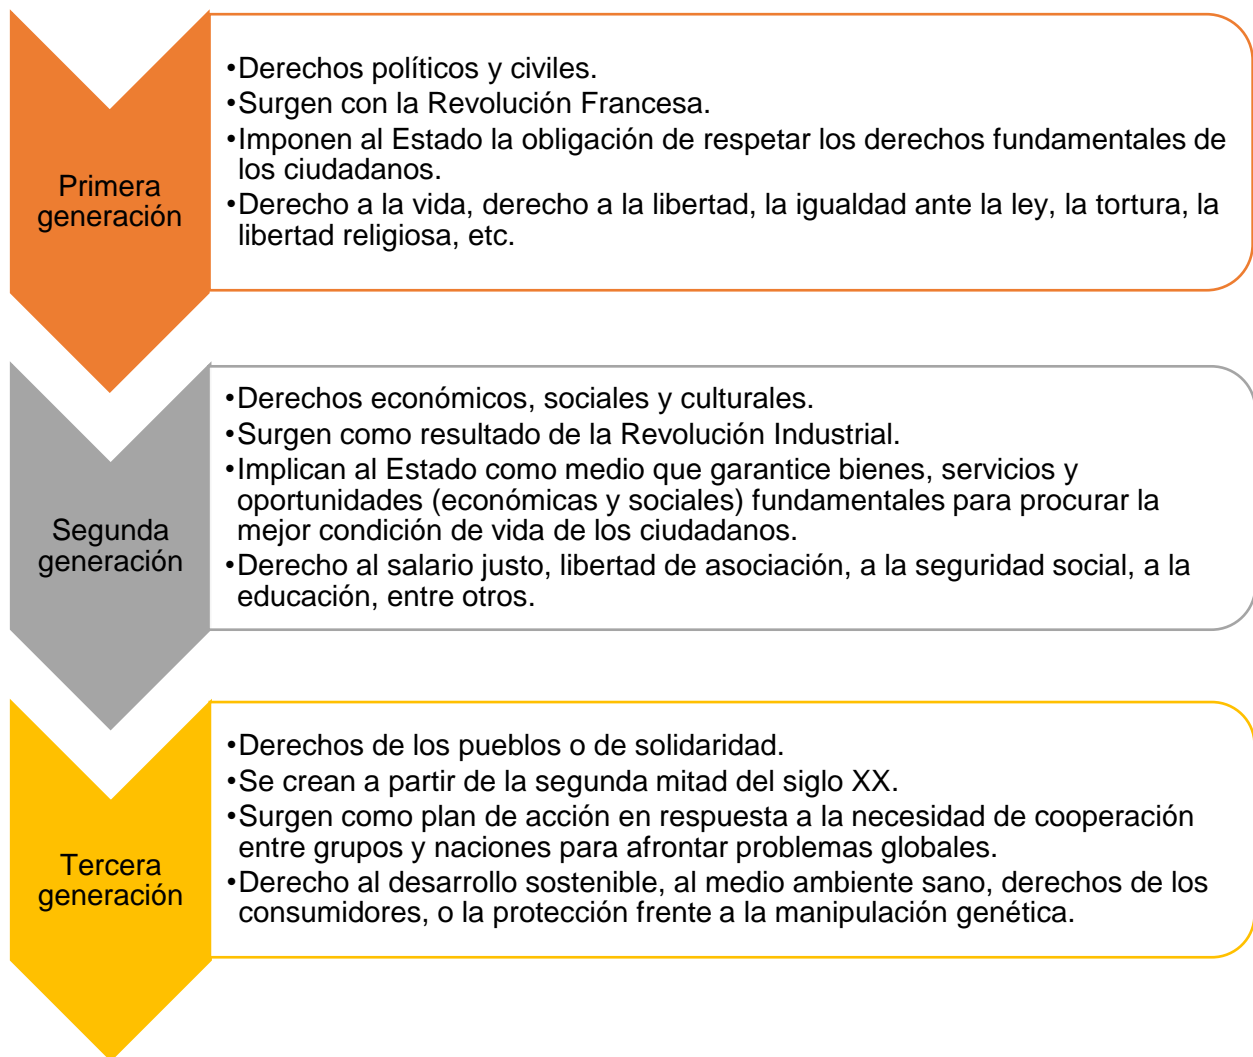 Primera
generación
•Derechos políticos y civiles.
•Surgen con la Revolución Francesa.
•Imponen al Estado la obligación de respetar los derechos fundamentales de
los ciudadanos.
•Derecho a la vida, derecho a la libertad, la igualdad ante la ley, la tortura, la
libertad religiosa, etc.
Segunda
generación
•Derechos económicos, sociales y culturales.
•Surgen como resultado de la Revolución Industrial.
•Implican al Estado como medio que garantice bienes, servicios y
oportunidades (económicas y sociales) fundamentales para procurar la
mejor condición de vida de los ciudadanos.
•Derecho al salario justo, libertad de asociación, a la seguridad social, a la
educación, entre otros.
Tercera
generación
•Derechos de los pueblos o de solidaridad.
•Se crean a partir de la segunda mitad del siglo XX.
•Surgen como plan de acción en respuesta a la necesidad de cooperación
entre grupos y naciones para afrontar problemas globales.
•Derecho al desarrollo sostenible, al medio ambiente sano, derechos de los
consumidores, o la protección frente a la manipulación genética.